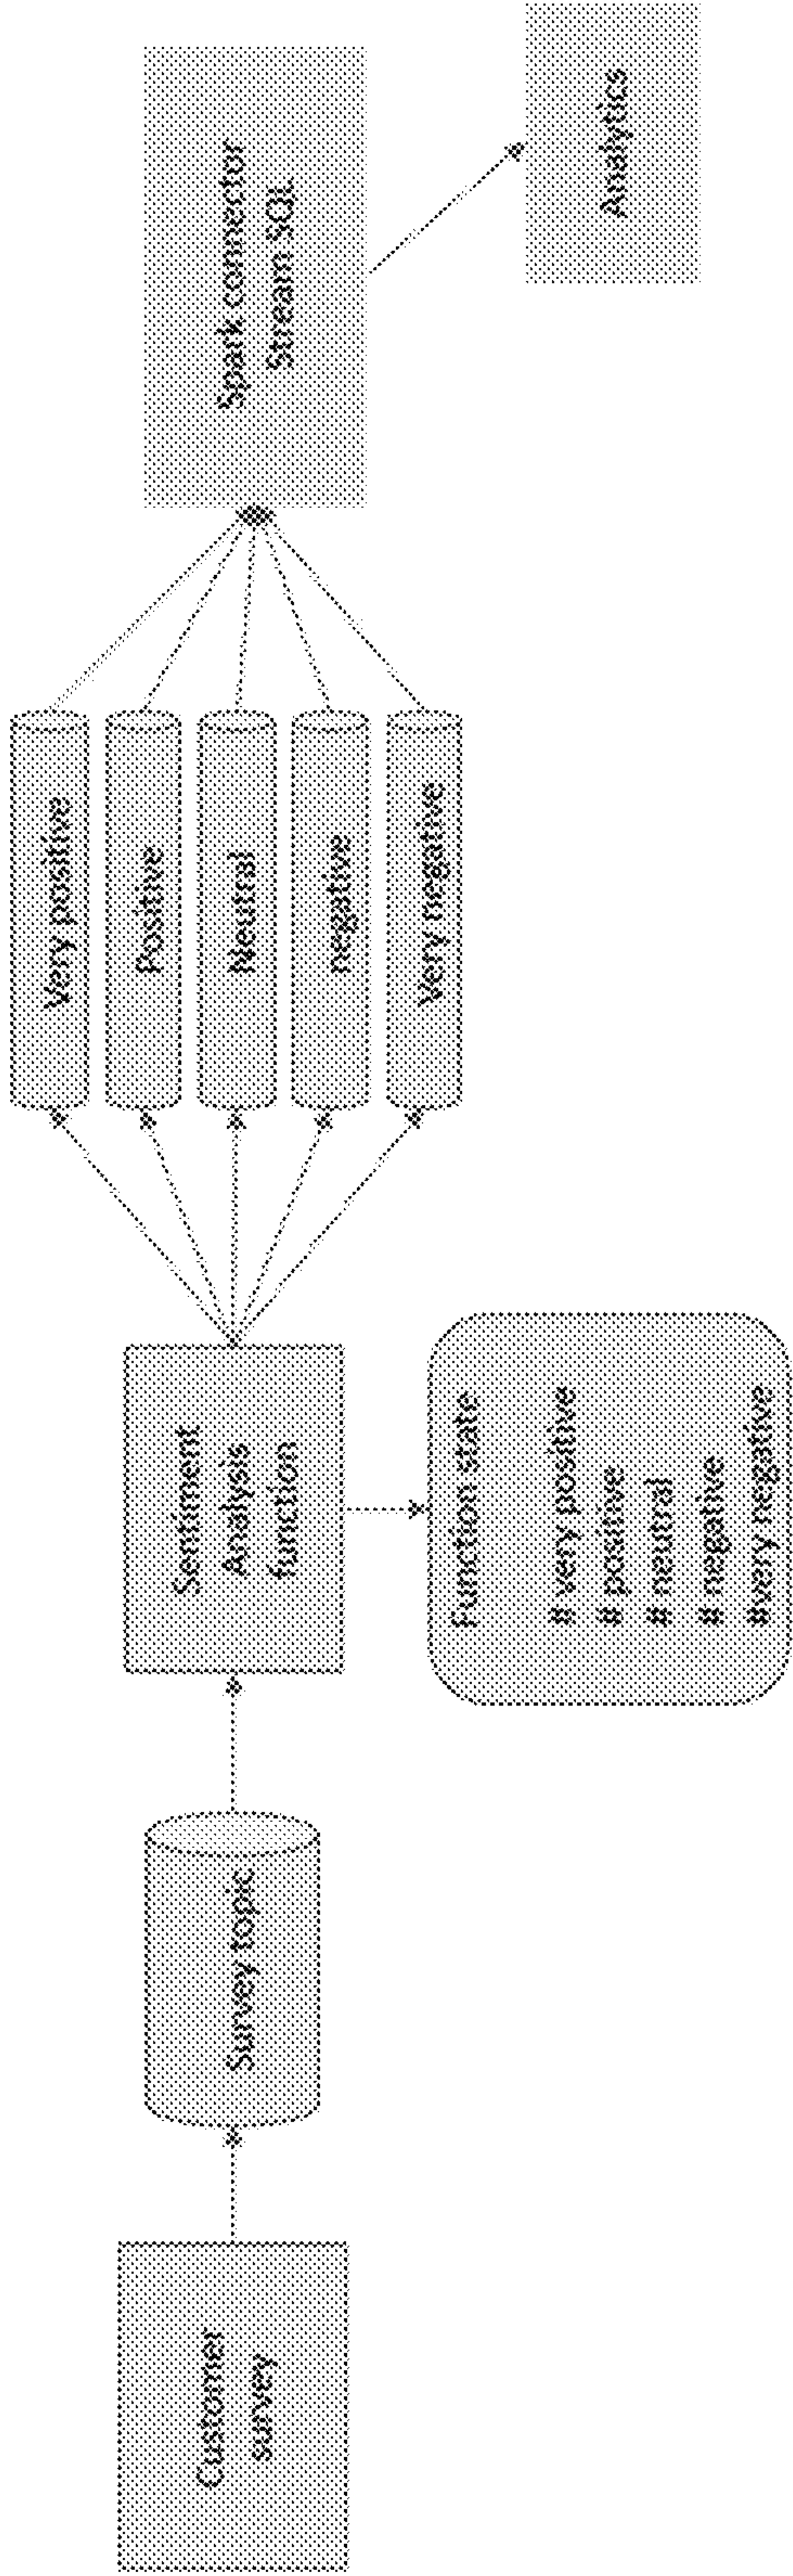 Customer
survey
Survey topic
Sentiment
Analysis
function
Function state
# very positive
# positive
# neutral
# negative
#very negative
Very positive
Positive
Neutral
negative
Very negative
Spark connector
Stream SQL
Analytics